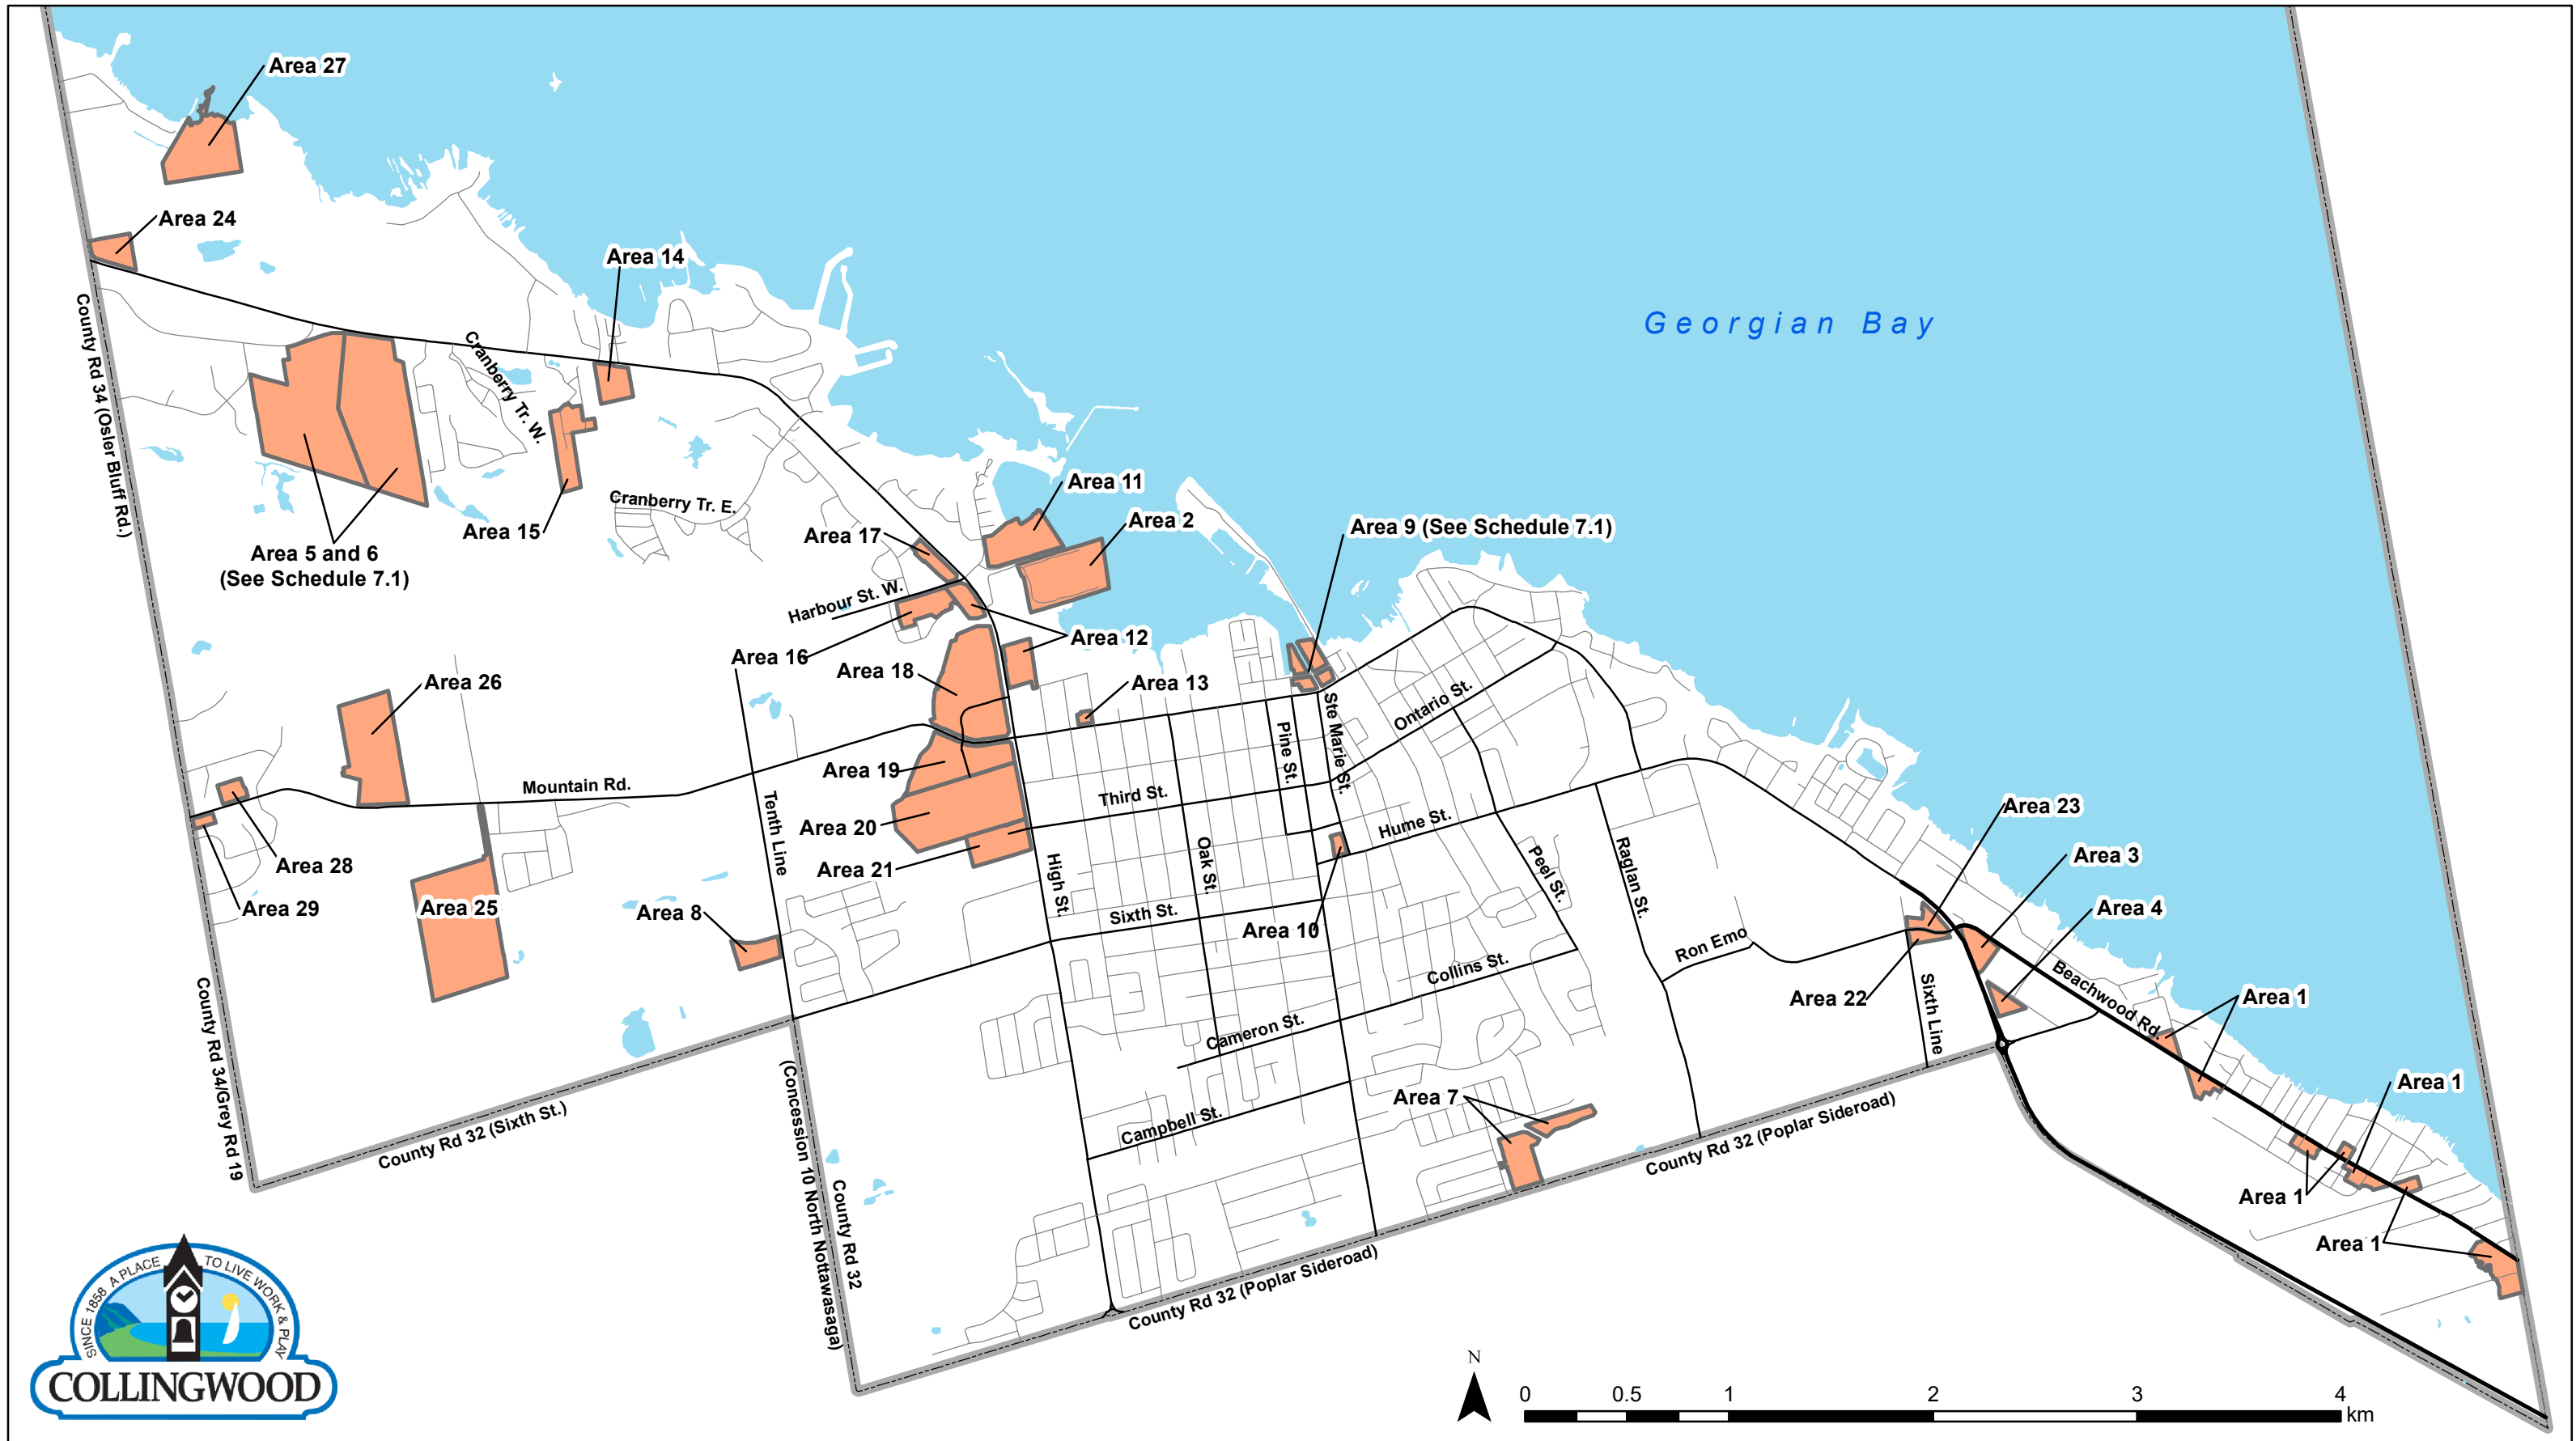 Area 27
Area 24
Area 14
Georgian Bay
County Rd 34 (Osler Bluff Rd.)
Cranberry Tr. W.
Cranberry Tr. E.
Area 15
Area 5 and 6
(See Schedule 7.1)
Area 11
Area 2
Area 17
Area 9 (See Schedule 7.1)
Harbour St. W.
Area 12
Area 16
Area 18
Area 13
Area 26
Ste Marie St.
Ontario St.
Pine St.
Area 19
Mountain Rd.
Third St.
Tenth Line
Area 20
Area 21
Hume St.
Area 23
Area 28
Area 29
Area 25
Area 8
High St.
Oak St.
Sixth St.
Area 10
Peel St.
Raglan St.
Area 3
Area 4
Ron Emo
Collins St.
Area 22
Sixth Line
Beachwood Rd.
Area 1
Cameron St.
Area 1
Area 7
Campbell St.
County Rd 34/Grey Rd 19
County Rd 32 (Sixth St.)
County Rd 32 (Poplar Sideroad)
Area 1
Area 1
County Rd 32
(Concession 10 North Nottawasaga)
County Rd 32 (Poplar Sideroad)
SINCE 1858 A PLACE TO LIVE WORK & PLAY
COLLINGWOOD
N
0 0.5 1 2 3 4
km